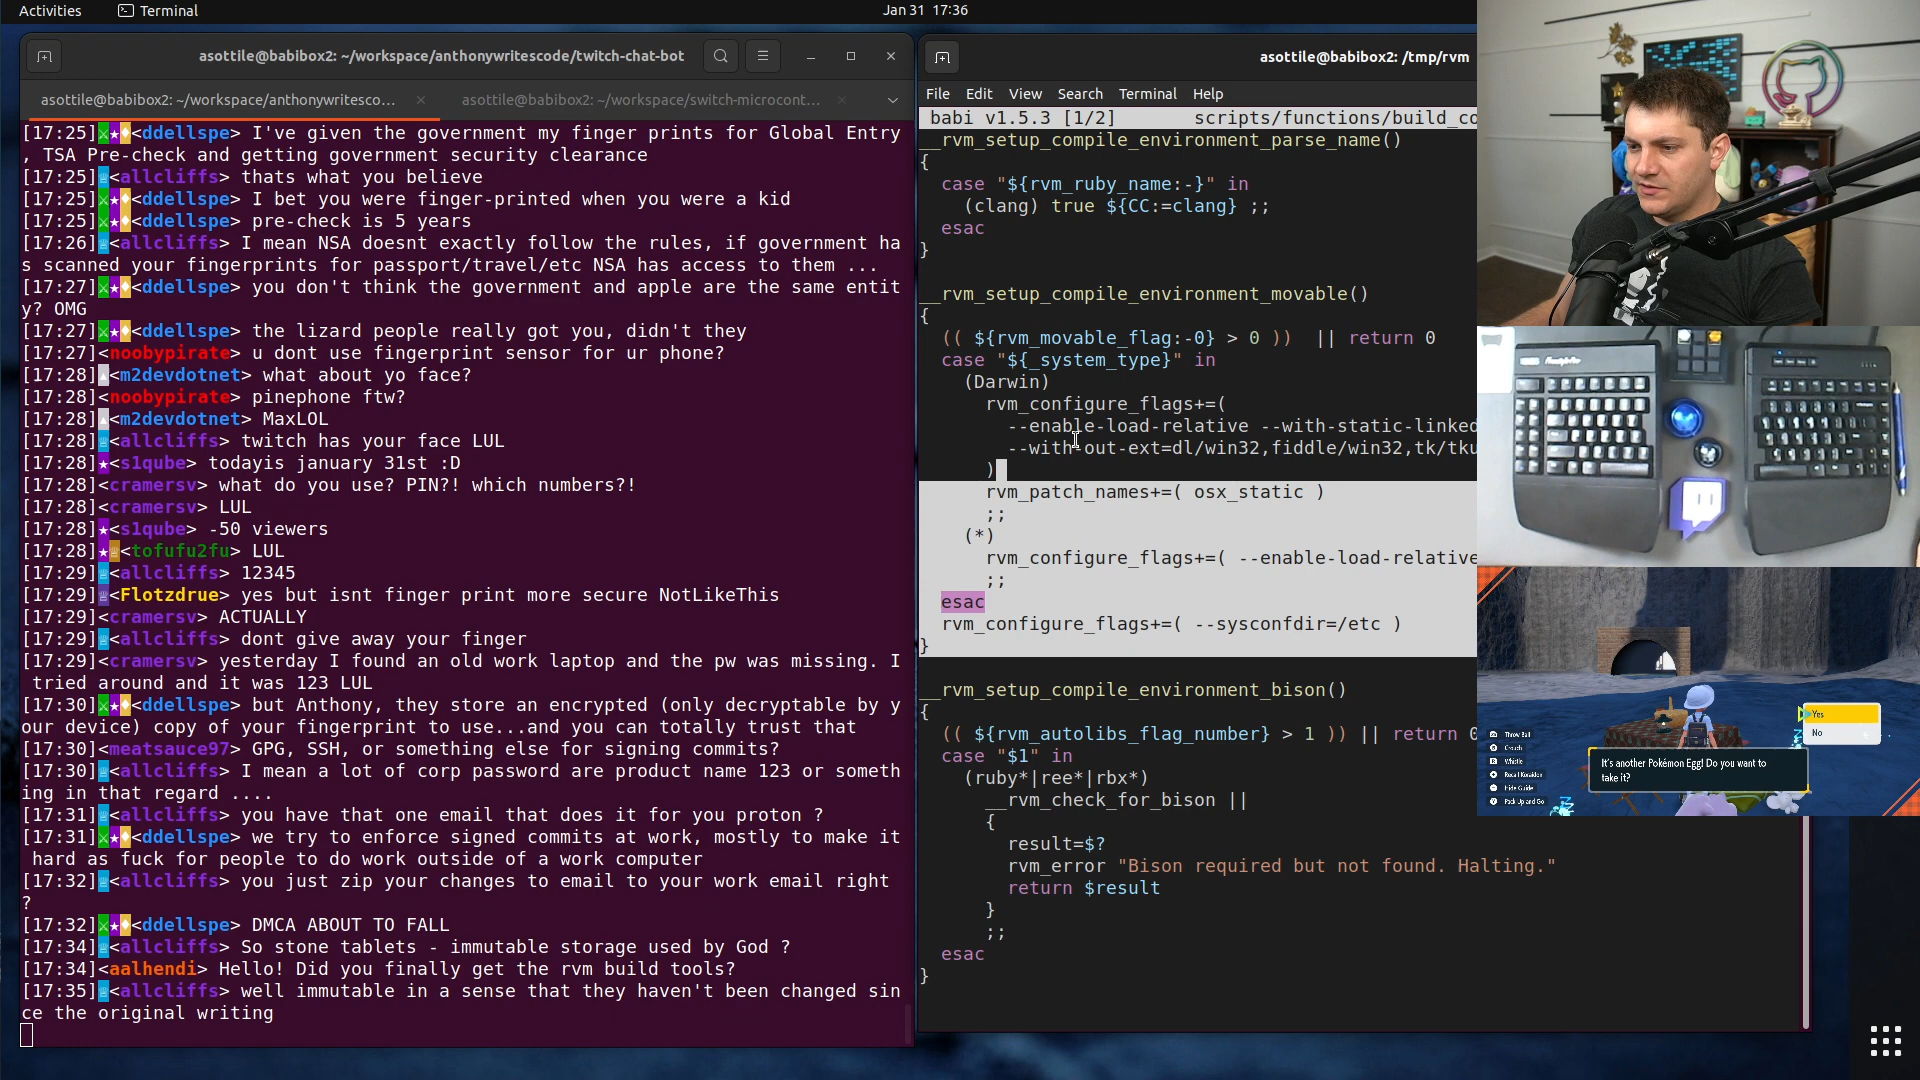 Activities
Terminal
Jan 31 17:36
asottile@babibox2: ~/workspace/anthonywritescode/twitch-chat-bot
asottile@babibox2: ~/workspace/anthonywritesco...
asottile@babibox2: ~/workspace/switch-microcont...
[17:25]<ddellspe> I've given the government my finger prints for Global Entry
, TSA Pre-check and getting government security clearance
[17:25]<allcliffs> thats what you believe
[17:25]<ddellspe> I bet you were finger-printed when you were a kid
[17:25]<ddellspe> pre-check is 5 years
[17:26]<allcliffs> I mean NSA doesnt exactly follow the rules, if government ha
s scanned your fingerprints for passport/travel/etc NSA has access to them ...
[17:27]<ddellspe> you don't think the government and apple are the same entit
y? OMG
[17:27]<ddellspe> the lizard people really got you, didn't they
[17:27]<noobypirate> u dont use fingerprint sensor for ur phone?
[17:28]<m2devdotnet> what about yo face?
[17:28]<noobypirate> pinephone ftw?
[17:28]<m2devdotnet> MaxLOL
[17:28]<allcliffs> twitch has your face LUL
[17:28]<s1qube> todayis january 31st :D
[17:28]<cramersv> what do you use? PIN?! which numbers?!
[17:28]<cramersv> LUL
[17:28]<s1qube> -50 viewers
[17:28]<tofufu2fu> LUL
[17:29]<allcliffs> 12345
[17:29]<Flotzdrue> yes but isnt finger print more secure NotLikeThis
[17:29]<cramersv> ACTUALLY
[17:29]<allcliffs> dont give away your finger
[17:29]<cramersv> yesterday I found an old work laptop and the pw was missing. I
tried around and it was 123 LUL
[17:30]<ddellspe> but Anthony, they store an encrypted (only decryptable by y
our device) copy of your fingerprint to use...and you can totally trust that
[17:30]<meatsauce97> GPG, SSH, or something else for signing commits?
[17:30]<allcliffs> I mean a lot of corp password are product name 123 or someth
ing in that regard ....
[17:31]<allcliffs> you have that one email that does it for you proton ?
[17:31]<ddellspe> we try to enforce signed commits at work, mostly to make it
hard as fuck for people to do work outside of a work computer
[17:32]<allcliffs> you just zip your changes to email to your work email right
?
[17:32]<ddellspe> DMCA ABOUT TO FALL
[17:34]<allcliffs> So stone tablets - immutable storage used by God ?
[17:34]<aalhendi> Hello! Did you finally get the rvm build tools?
[17:35]<allcliffs> well immutable in a sense that they haven't been changed sin
ce the original writing
asottile@babibox2: /tmp/rvm
File Edit View Search Terminal Help
babi v1.5.3 [1/2] scripts/functions/build_co
__rvm_setup_compile_environment_parse_name()
{
case "${rvm_ruby_name:-}" in
(clang) true ${CC:=clang} ;;
esac
}
__rvm_setup_compile_environment_movable()
{
(( ${rvm_movable_flag:-0} > 0 )) || return 0
case "${_system_type}" in
(Darwin)
rvm_configure_flags+=(
--enable-load-relative --with-static-linked
--with-out-ext=dl/win32,fiddle/win32,tk/tku
)
rvm_patch_names+=( osx_static )
;;
(*)
rvm_configure_flags+=( --enable-load-relative
;;
esac
rvm_configure_flags+=( --sysconfdir=/etc )
}
__rvm_setup_compile_environment_bison()
{
(( ${rvm_autolibs_flag_number} > 1 )) || return 0
case "$1" in
(ruby*|ree*|rbx*)
__rvm_check_for_bison ||
{
result=$?
rvm_error "Bison required but not found. Halting."
return $result
}
;;
esac
}
Yes
No
It's another Pokémon Egg! Do you want to
take it?
Throw Ball
Crouch
Whistle
Recall Koraidon
Hide Guide
Pack Up and Go